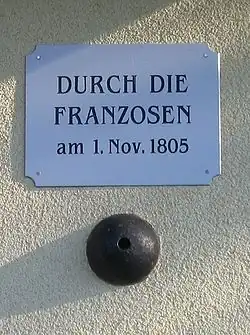 DURCH DIE
FRANZOSEN
am 1. Nov. 1805